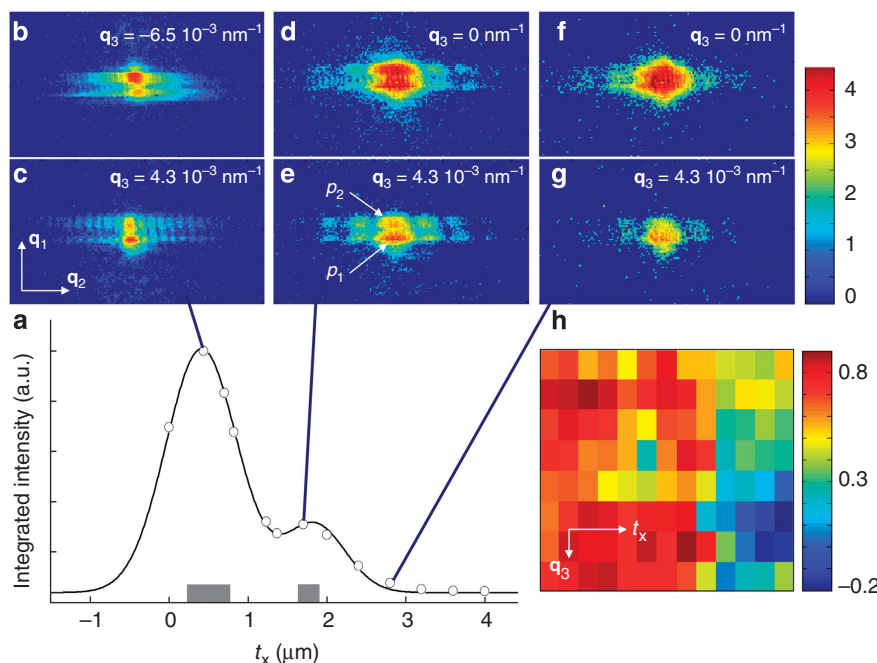 b
q₃ = –6.5 10⁻³ nm⁻¹
d
q₃ = 0 nm⁻¹
f
q₃ = 0 nm⁻¹
c
q₃ = 4.3 10⁻³ nm⁻¹
e
q₃ = 4.3 10⁻³ nm⁻¹
g
q₃ = 4.3 10⁻³ nm⁻¹
q₁
q₂
p₂
p₁
4
3
2
1
0
a
Integrated intensity (a.u.)
–1
0
1
2
3
4
tₓ (μm)
h
tₓ
q₃
0.8
0.3
–0.2